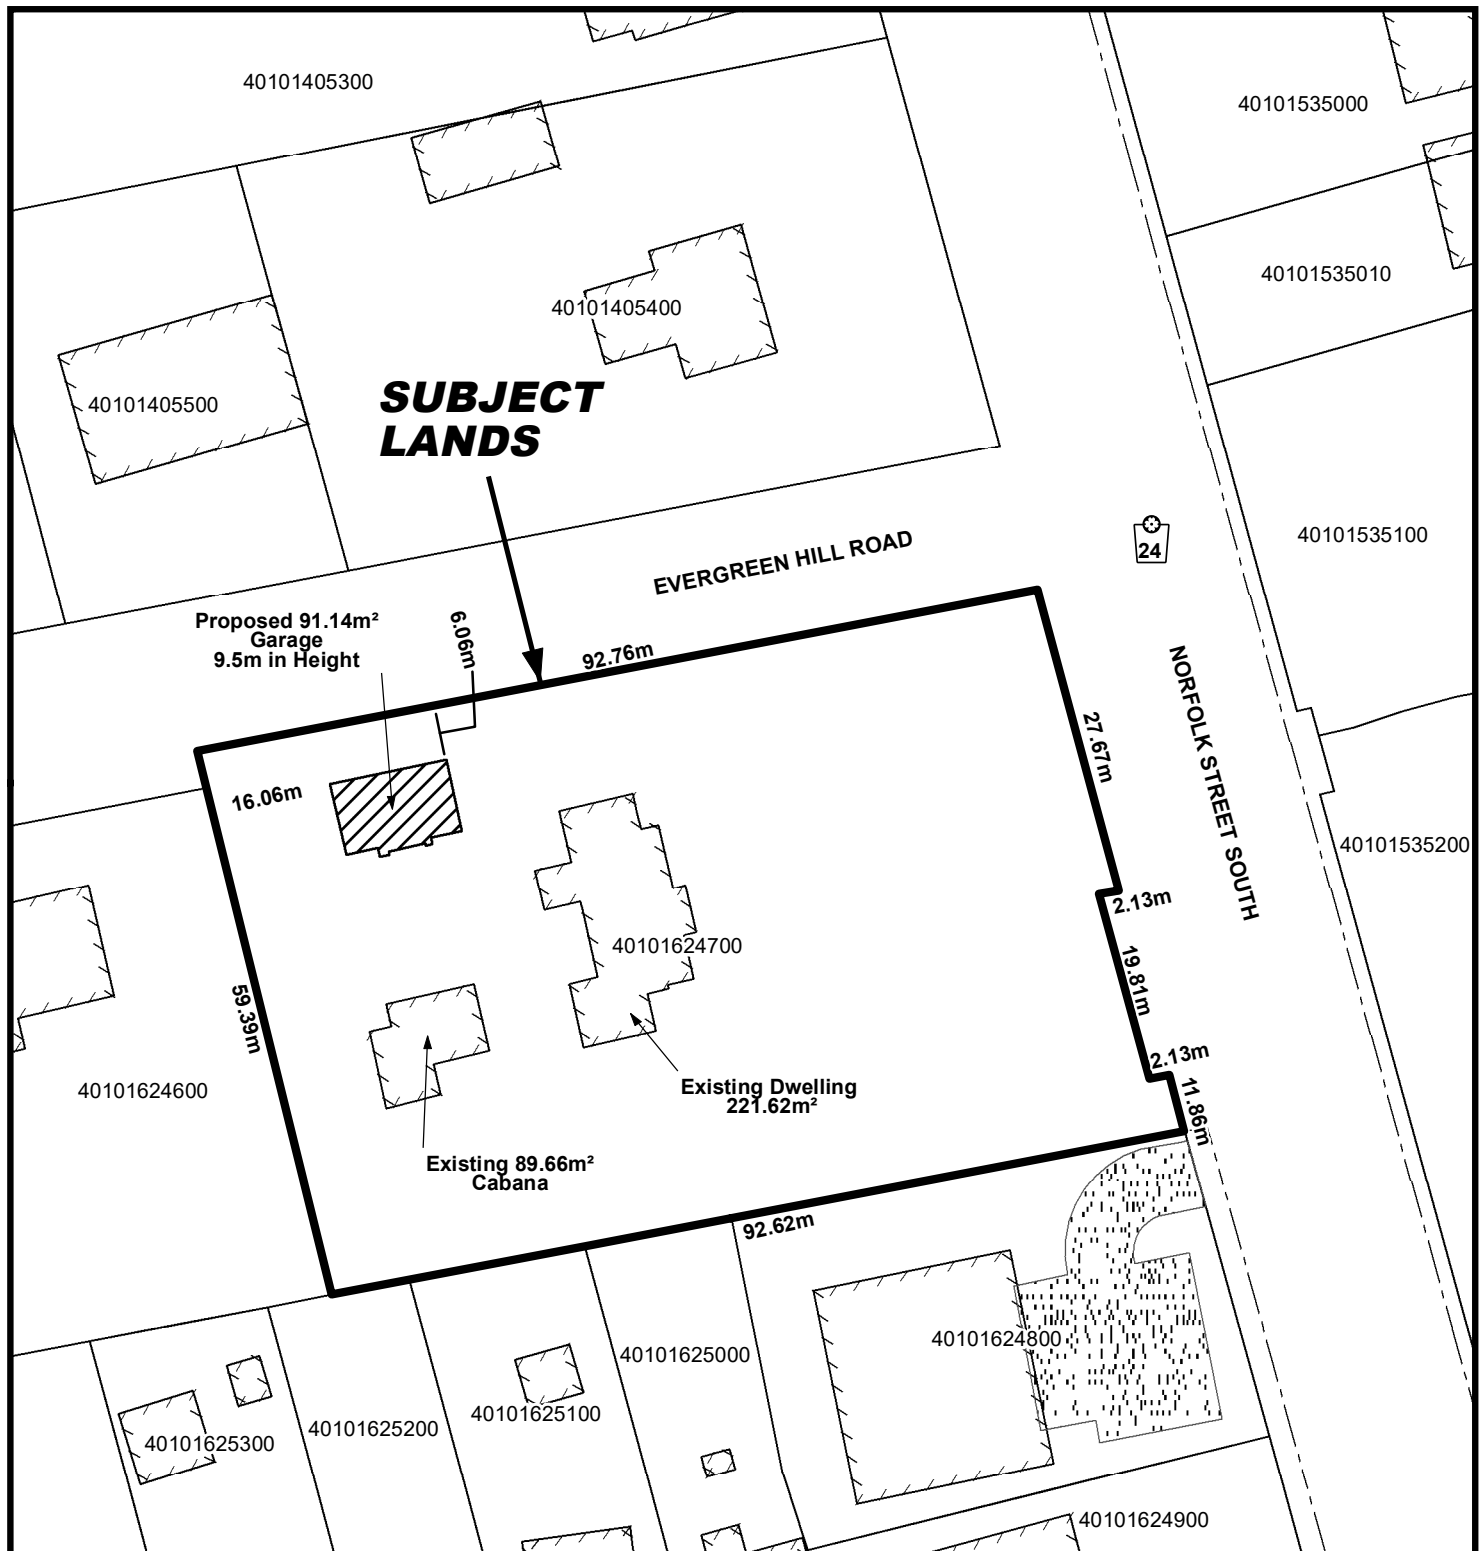 40101405300
40101535000
40101535010
40101405400
40101405500
SUBJECT
LANDS
40101535100
24
EVERGREEN HILL ROAD
Proposed 91.14m²
Garage
9.5m in Height
6.06m
92.76m
NORFOLK STREET SOUTH
27.67m
16.06m
40101535200
2.13m
40101624700
19.81m
59.39m
2.13m
11.86m
40101624600
Existing Dwelling
221.62m²
Existing 89.66m²
Cabana
92.62m
40101624800
40101625000
40101625100
40101625200
40101625300
40101624900